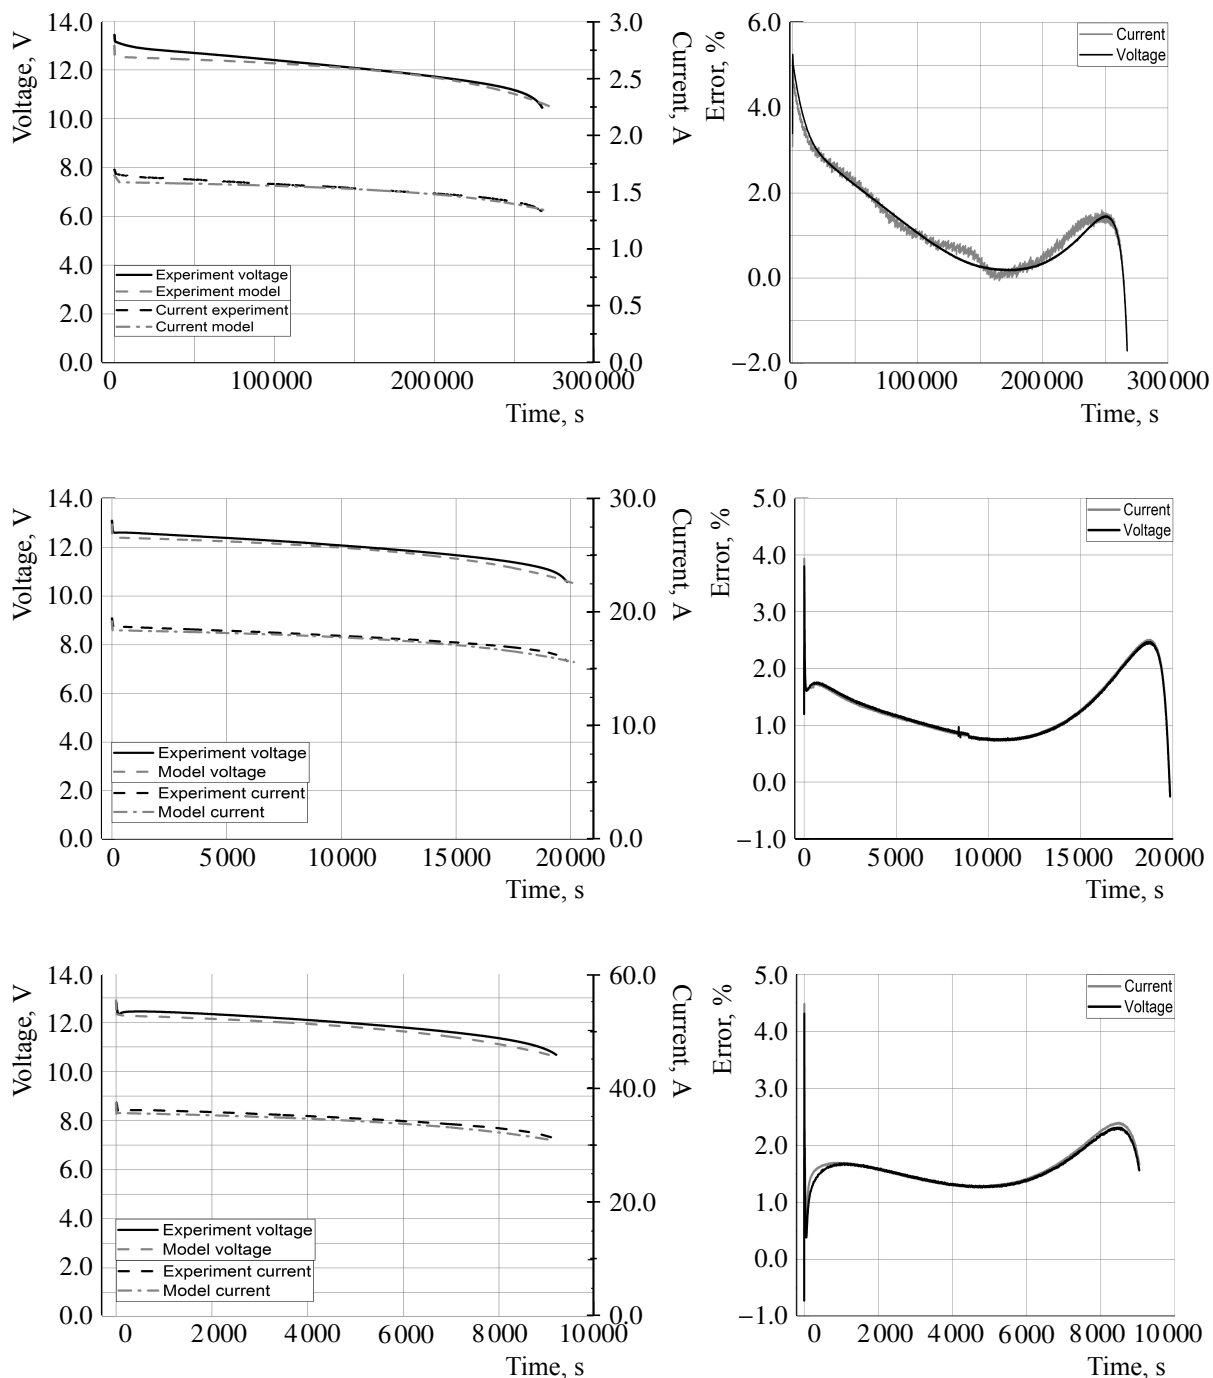 14.0
12.0
10.0
8.0
6.0
4.0
2.0
0.0
Voltage, V
3.0
2.5
2.0
1.5
1.0
0.5
0.0
Current, A
Experiment voltage
Experiment model
Current experiment
Current model
0 100000 200000 300000
Time, s
6.0
4.0
2.0
0.0
−2.0
Error, %
Current
Voltage
0 100000 200000 300000
Time, s
14.0
12.0
10.0
8.0
6.0
4.0
2.0
0.0
Voltage, V
30.0
20.0
10.0
0.0
Current, A
Experiment voltage
Model voltage
Experiment current
Model current
0 5000 10000 15000 20000
Time, s
5.0
4.0
3.0
2.0
1.0
0.0
−1.0
Error, %
Current
Voltage
0 5000 10000 15000 20000
Time, s
14.0
12.0
10.0
8.0
6.0
4.0
2.0
0.0
Voltage, V
60.0
40.0
20.0
0.0
Current, A
Experiment voltage
Model voltage
Experiment current
Model current
0 2000 4000 6000 8000 10000
Time, s
5.0
4.0
3.0
2.0
1.0
0.0
−1.0
Error, %
Current
Voltage
0 2000 4000 6000 8000 10000
Time, s